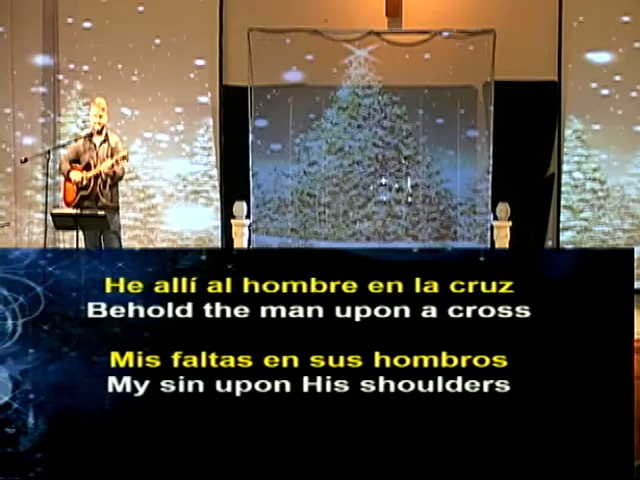 He allí al hombre en la cruz
Behold the man upon a cross
Mis faltas en sus hombros
My sin upon His shoulders